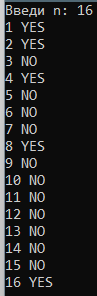 Введи n: 16
1 YES
2 YES
3 NO
4 YES
5 NO
6 NO
7 NO
8 YES
9 NO
10 NO
11 NO
12 NO
13 NO
14 NO
15 NO
16 YES